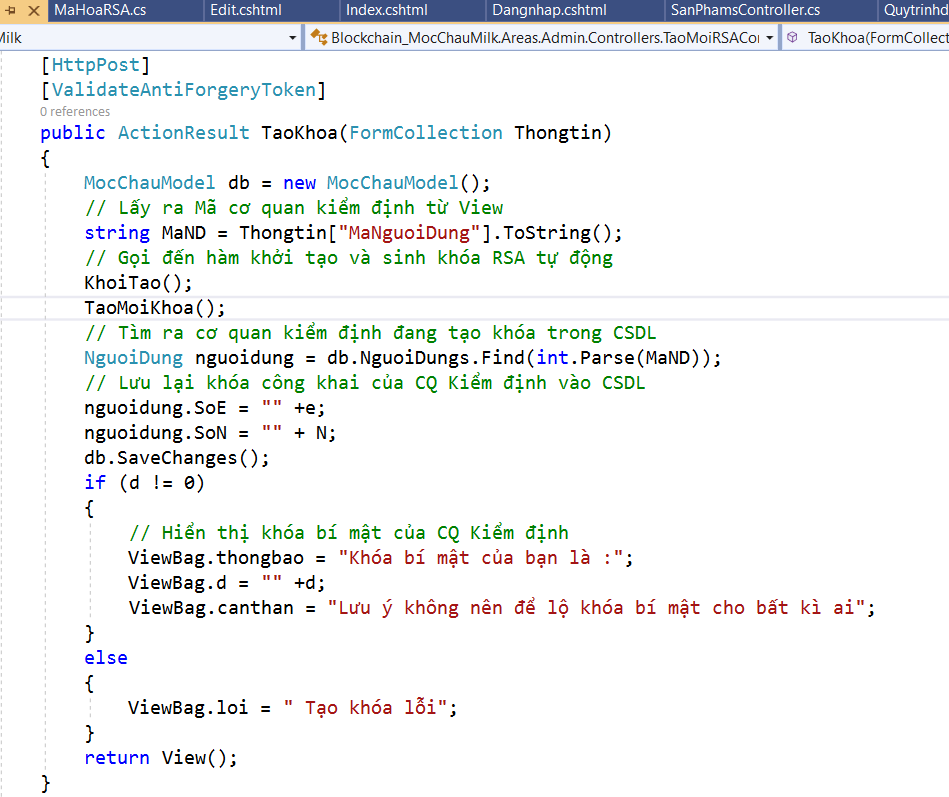 MaHoaRSA.cs Edit.cshtml Index.cshtml Dangnhap.cshtml SanPhamsController.cs Quytrinhd
Milk Blockchain_MocChauMilk.Areas.Admin.Controllers.TaoMoiRSACo TaoKhoa(FormCollect
[HttpPost]
[ValidateAntiForgeryToken]
0 references
public ActionResult TaoKhoa(FormCollection Thongtin)
{
MocChauModel db = new MocChauModel();
// Lấy ra Mã cơ quan kiểm định từ View
string MaND = Thongtin["MaNguoiDung"].ToString();
// Gọi đến hàm khởi tạo và sinh khóa RSA tự động
KhoiTao();
TaoMoiKhoa();
// Tìm ra cơ quan kiểm định đang tạo khóa trong CSDL
NguoiDung nguoidung = db.NguoiDungs.Find(int.Parse(MaND));
// Lưu lại khóa công khai của CQ Kiểm định vào CSDL
nguoidung.SoE = "" +e;
nguoidung.SoN = "" + N;
db.SaveChanges();
if (d != 0)
{
// Hiển thị khóa bí mật của CQ Kiểm định
ViewBag.thongbao = "Khóa bí mật của bạn là :";
ViewBag.d = "" +d;
ViewBag.canthan = "Lưu ý không nên để lộ khóa bí mật cho bất kì ai";
}
else
{
ViewBag.loi = " Tạo khóa lỗi";
}
return View();
}